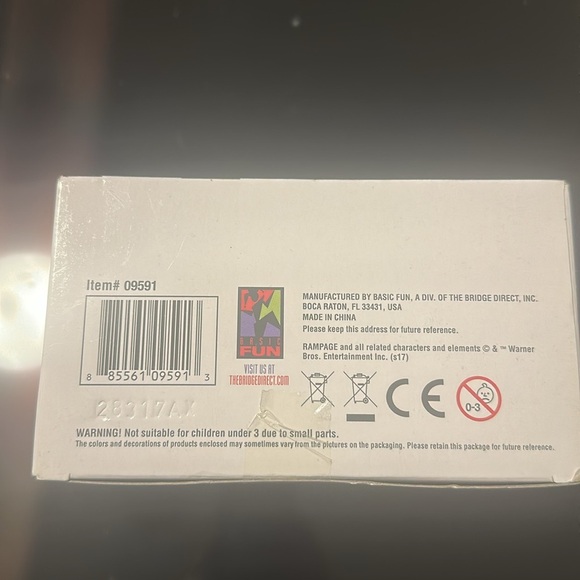 Item# 09591
8 85561 09591 3
28317AX
BASIC
FUN
VISIT US AT
THEBRIDGEDIRECT.COM
MANUFACTURED BY BASIC FUN, A DIV. OF THE BRIDGE DIRECT, INC.
BOCA RATON, FL 33431, USA
MADE IN CHINA
Please keep this address for future reference.
RAMPAGE and all related characters and elements © & ™ Warner
Bros. Entertainment Inc. (s17)
CE
0-3
WARNING! Not suitable for children under 3 due to small parts.
The colors and decorations of products enclosed may sometimes vary from the pictures on the packaging. Please retain this package for future reference.